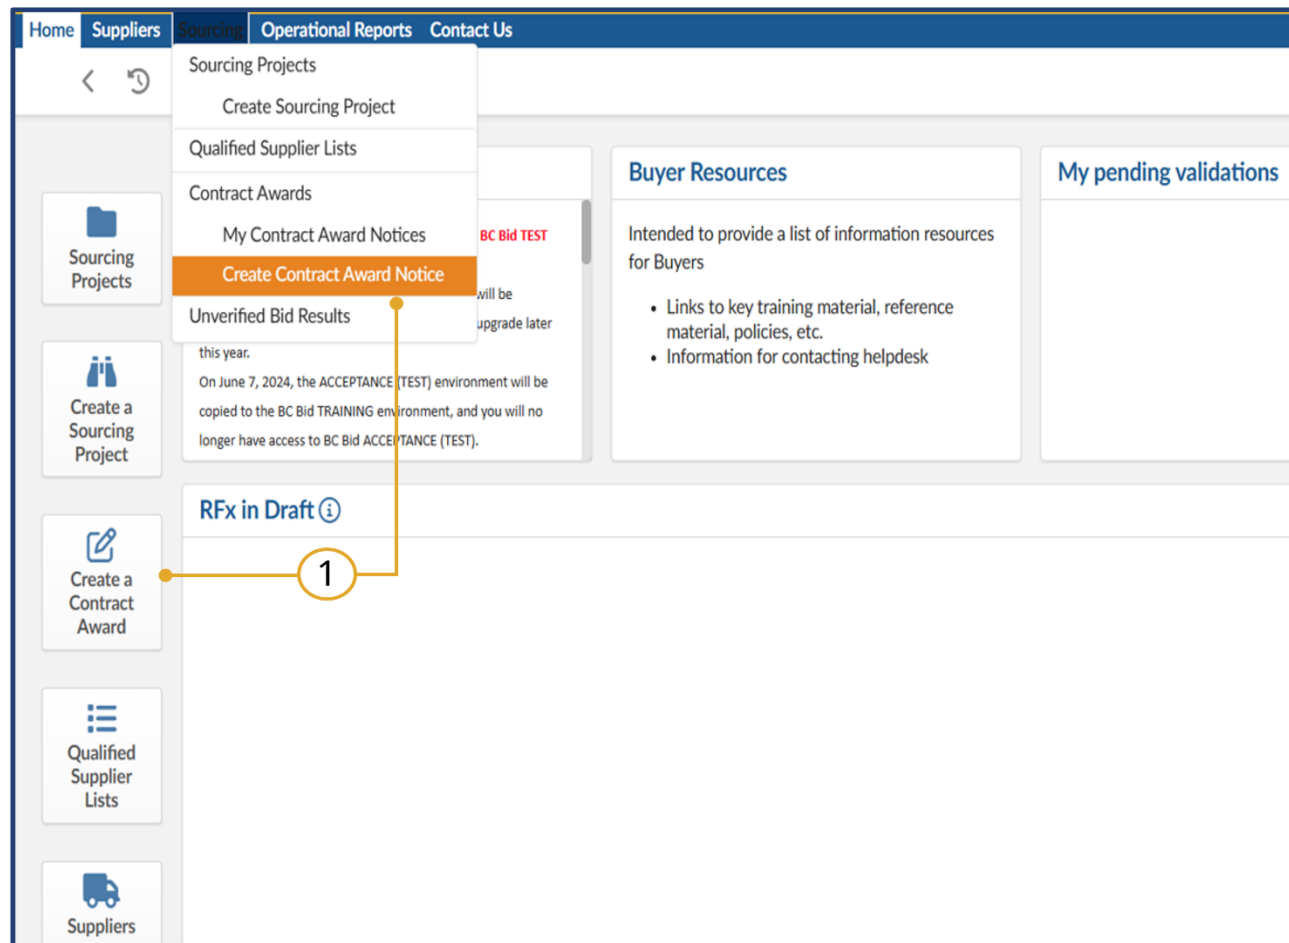 Home Suppliers Sourcing Operational Reports Contact Us
Sourcing Projects
Create Sourcing Project
Qualified Supplier Lists
Contract Awards
My Contract Award Notices
Create Contract Award Notice
Unverified Bid Results
Sourcing
Projects
Create a
Sourcing
Project
Create a
Contract
Award
Qualified
Supplier
Lists
Suppliers
BC Bid TEST
will be
upgrade later
this year.
On June 7, 2024, the ACCEPTANCE (TEST) environment will be
copied to the BC Bid TRAINING environment, and you will no
longer have access to BC Bid ACCEPTANCE (TEST).
Buyer Resources
Intended to provide a list of information resources
for Buyers
• Links to key training material, reference
material, policies, etc.
• Information for contacting helpdesk
My pending validations
RFx in Draft
1